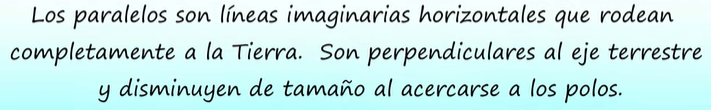 Los paralelos son líneas imaginarias horizontales que rodean
completamente a la Tierra.  Son perpendiculares al eje terrestre
y disminuyen de tamaño al acercarse a los polos.